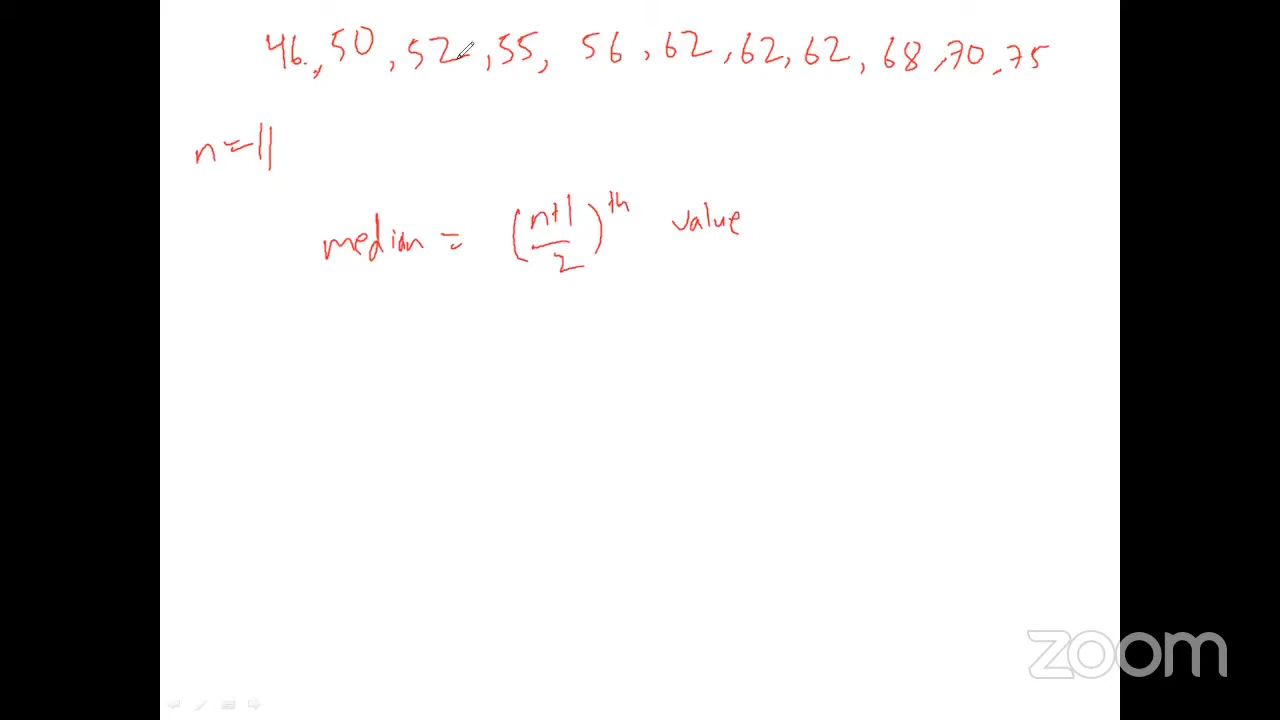 46, 50, 52, 55, 56, 62, 62, 62, 68, 70, 75
n = 11
median = (n+1/2)^th value
zoom